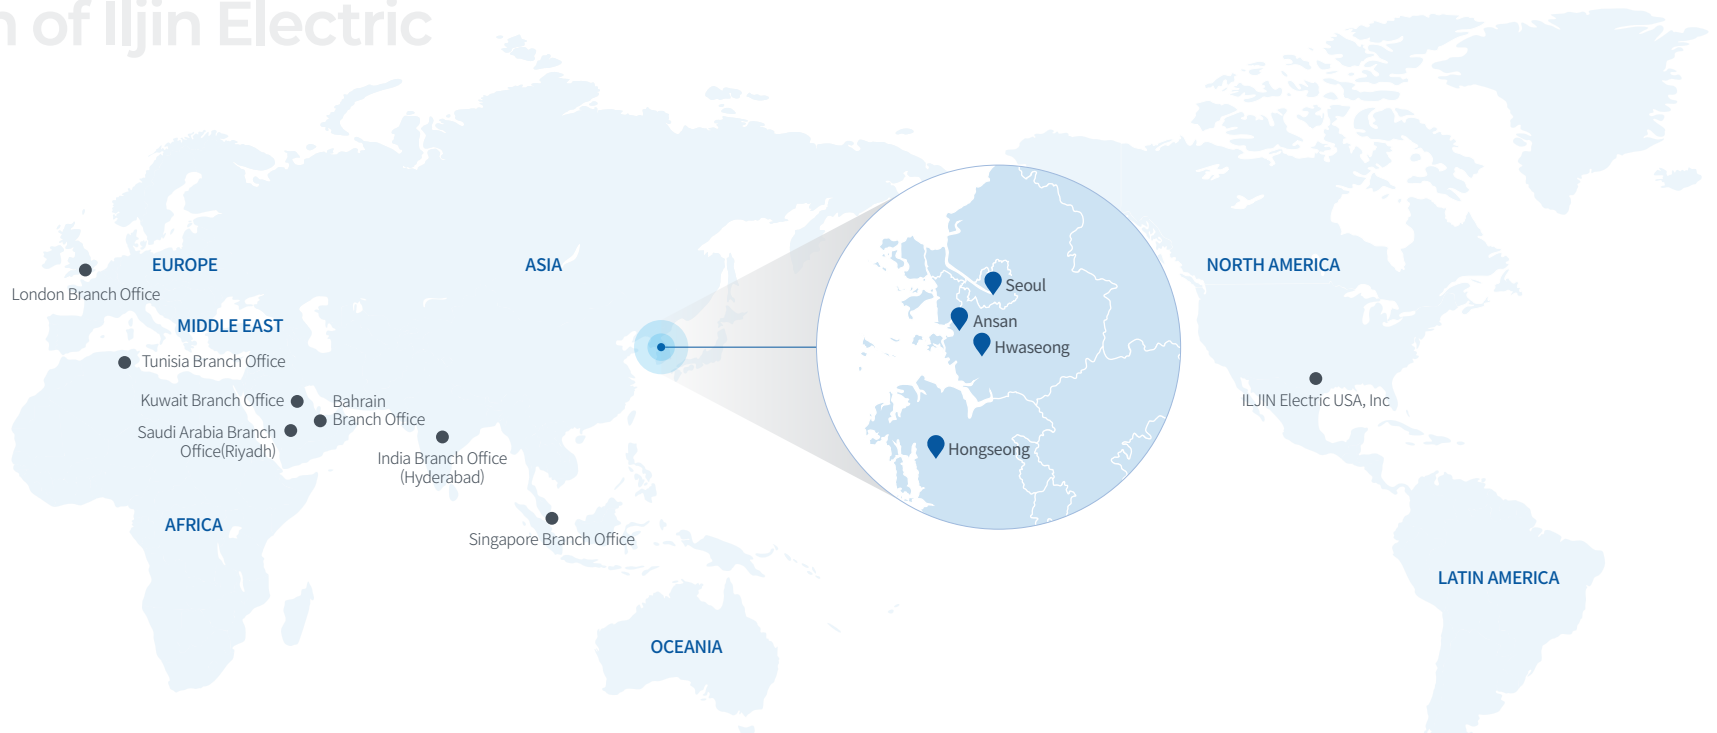 n of Iljin Electric
EUROPE
ASIA
NORTH AMERICA
London Branch Office
MIDDLE EAST
Tunisia Branch Office
Kuwait Branch Office
Bahrain
Branch Office
Saudi Arabia Branch
Office(Riyadh)
India Branch Office
(Hyderabad)
AFRICA
Singapore Branch Office
OCEANIA
Seoul
Ansan
Hwaseong
Hongseong
ILJIN Electric USA, Inc
LATIN AMERICA